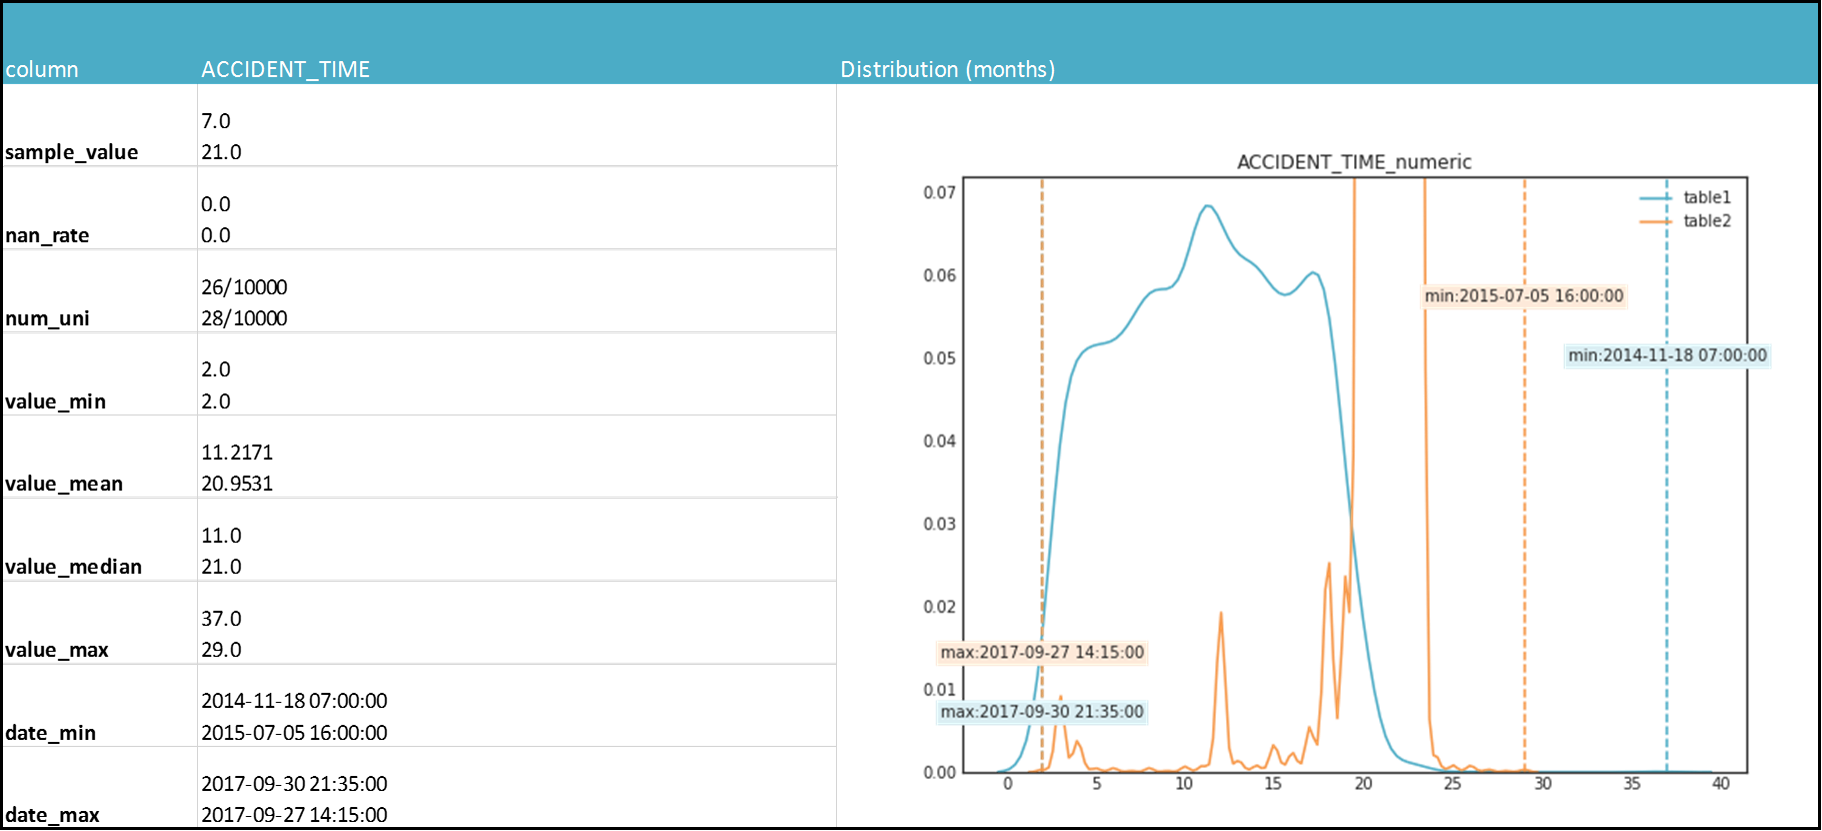 column ACCIDENT_TIME Distribution (months)
sample_value
7.0
21.0
nan_rate
0.0
0.0
num_uni
26/10000
28/10000
value_min
2.0
2.0
value_mean
11.2171
20.9531
value_median
11.0
21.0
value_max
37.0
29.0
date_min
2014-11-18 07:00:00
2015-07-05 16:00:00
date_max
2017-09-30 21:35:00
2017-09-27 14:15:00
ACCIDENT_TIME_numeric
table1
table2
0.07
0.06
0.05
0.04
0.03
0.02
0.01
0.00
min:2015-07-05 16:00:00
min:2014-11-18 07:00:00
max:2017-09-27 14:15:00
max:2017-09-30 21:35:00
0 5 10 15 20 25 30 35 40